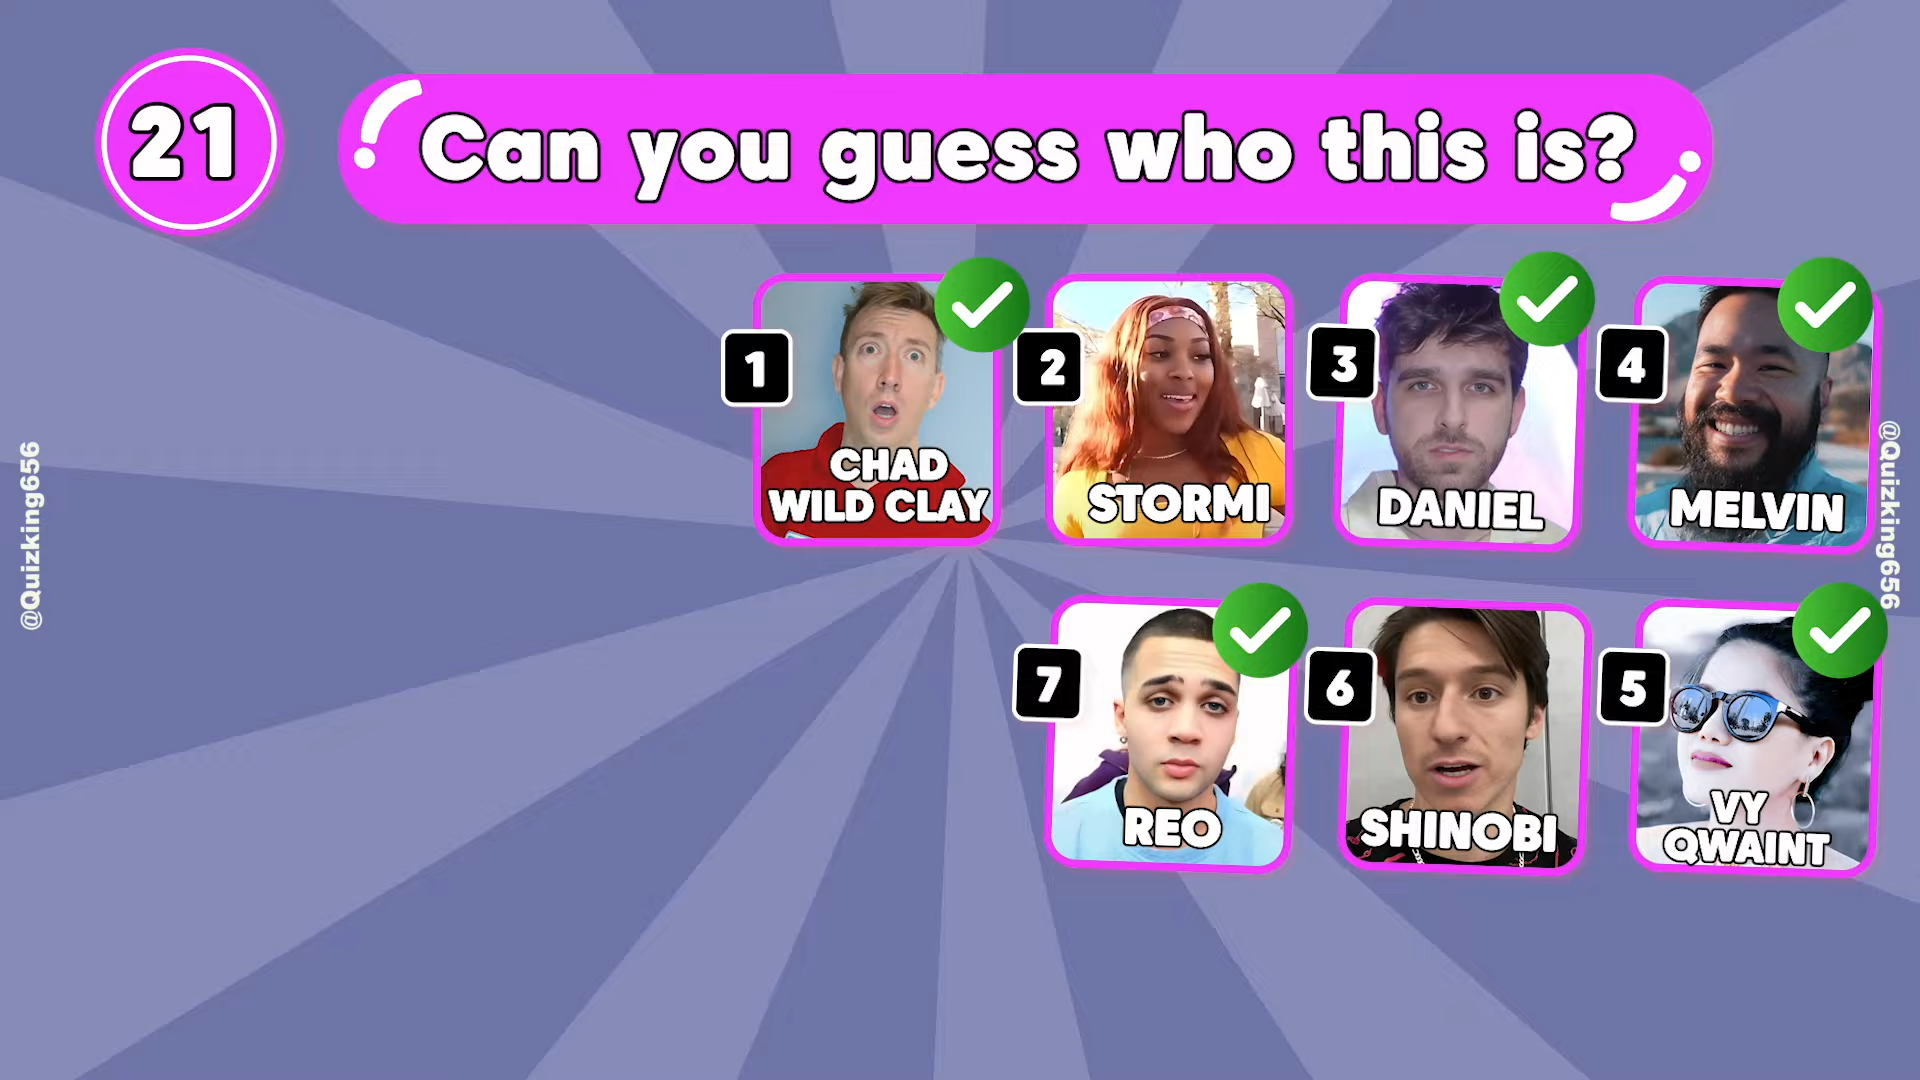 21
Can you guess who this is?
1
CHAD
WILD CLAY
2
STORMI
3
DANIEL
4
MELVIN
7
REO
6
SHINOBI
5
VY
QWAINT
@Quizking656
@Quizking656